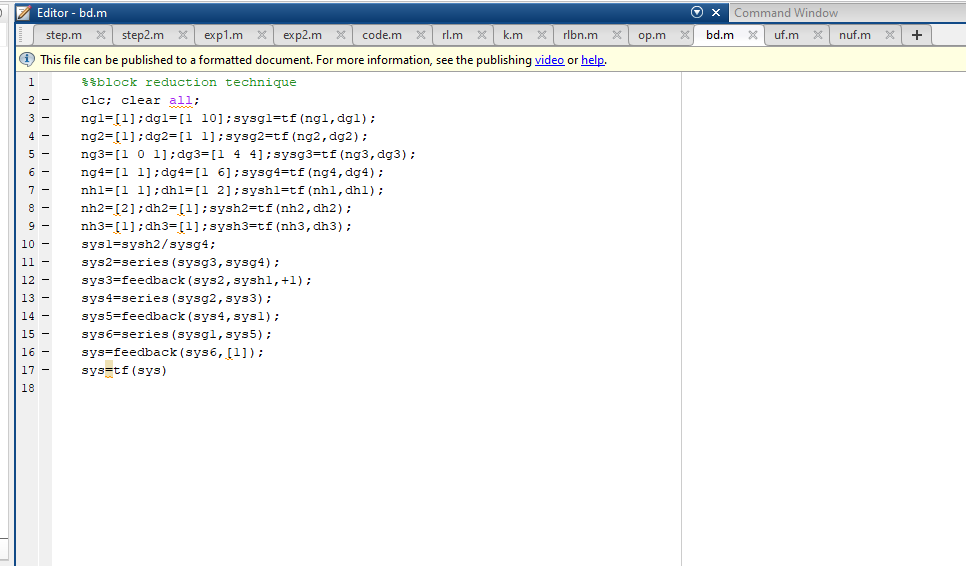 Editor - bd.m
Command Window
step.m step2.m exp1.m exp2.m code.m rl.m k.m rlbn.m op.m bd.m uf.m nuf.m +
This file can be published to a formatted document. For more information, see the publishing video or help.
1 %%block reduction technique
2 – clc; clear all;
3 – ng1=[1];dg1=[1 10];sysg1=tf(ng1,dg1);
4 – ng2=[1];dg2=[1 1];sysg2=tf(ng2,dg2);
5 – ng3=[1 0 1];dg3=[1 4 4];sysg3=tf(ng3,dg3);
6 – ng4=[1 1];dg4=[1 6];sysg4=tf(ng4,dg4);
7 – nh1=[1 1];dh1=[1 2];sysh1=tf(nh1,dh1);
8 – nh2=[2];dh2=[1];sysh2=tf(nh2,dh2);
9 – nh3=[1];dh3=[1];sysh3=tf(nh3,dh3);
10 – sys1=sysh2/sysg4;
11 – sys2=series(sysg3,sysg4);
12 – sys3=feedback(sys2,sysh1,+1);
13 – sys4=series(sysg2,sys3);
14 – sys5=feedback(sys4,sys1);
15 – sys6=series(sysg1,sys5);
16 – sys=feedback(sys6,[1]);
17 – sys=tf(sys)
18